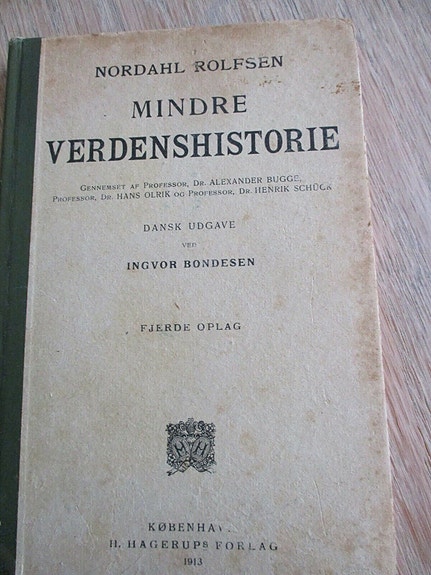 NORDAHL ROLFSEN
MINDRE
VERDENSHISTORIE
GENNEMSET AF PROFESSOR, DR. ALEXANDER BUGGE,
PROFESSOR, DR. HANS OLRIK OG PROFESSOR, DR. HENRIK SCHÜCK
DANSK UDGAVE
VED
INGVOR BONDESEN
FJERDE OPLAG
H H
KØBENHAV
H. HAGERUPS FORLAG
1913